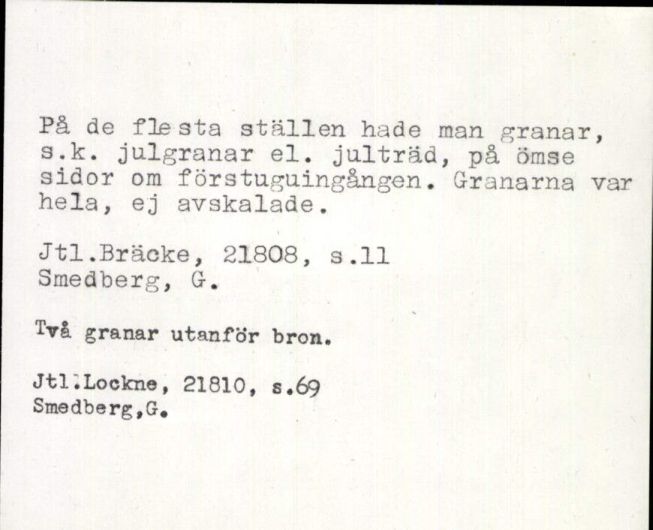 På de flesta ställen hade man granar,
s.k. julgranar el. julträd, på ömse
sidor om förstuguingången. Granarna var
hela, ej avskalade.
Jtl.Bräcke, 21808, s.11
Smedberg, G.
Två granar utanför bron.
Jtl.Lockne, 21810, s.69
Smedberg,G.